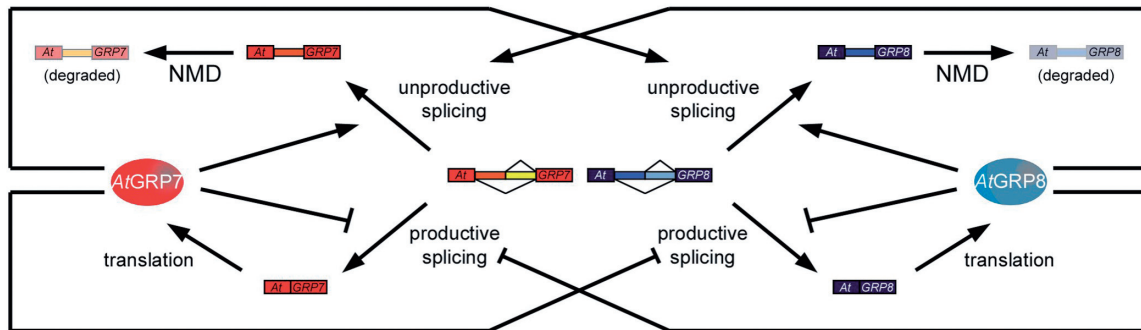 At GRP7
(degraded)
NMD
At GRP7
unproductive
splicing
unproductive
splicing
At GRP8
NMD
At GRP8
(degraded)
AtGRP7
At GRP7
At GRP8
AtGRP8
translation
productive
splicing
productive
splicing
translation
At GRP7
At GRP8